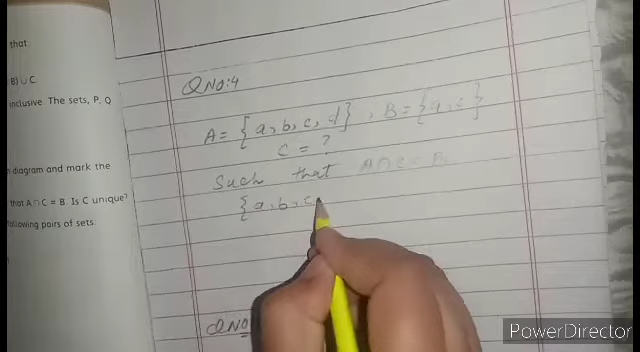 that
B) ∪ C
inclusive. The sets, P, Q
diagram and mark the
that A ∩ C = B. Is C unique?
following pairs of sets.
Q NO:4
A = { a, b, c, d } , B = { a, c }
C = ?
Such that A ∩ C = B
{ a, b, c
Q NO
PowerDirector